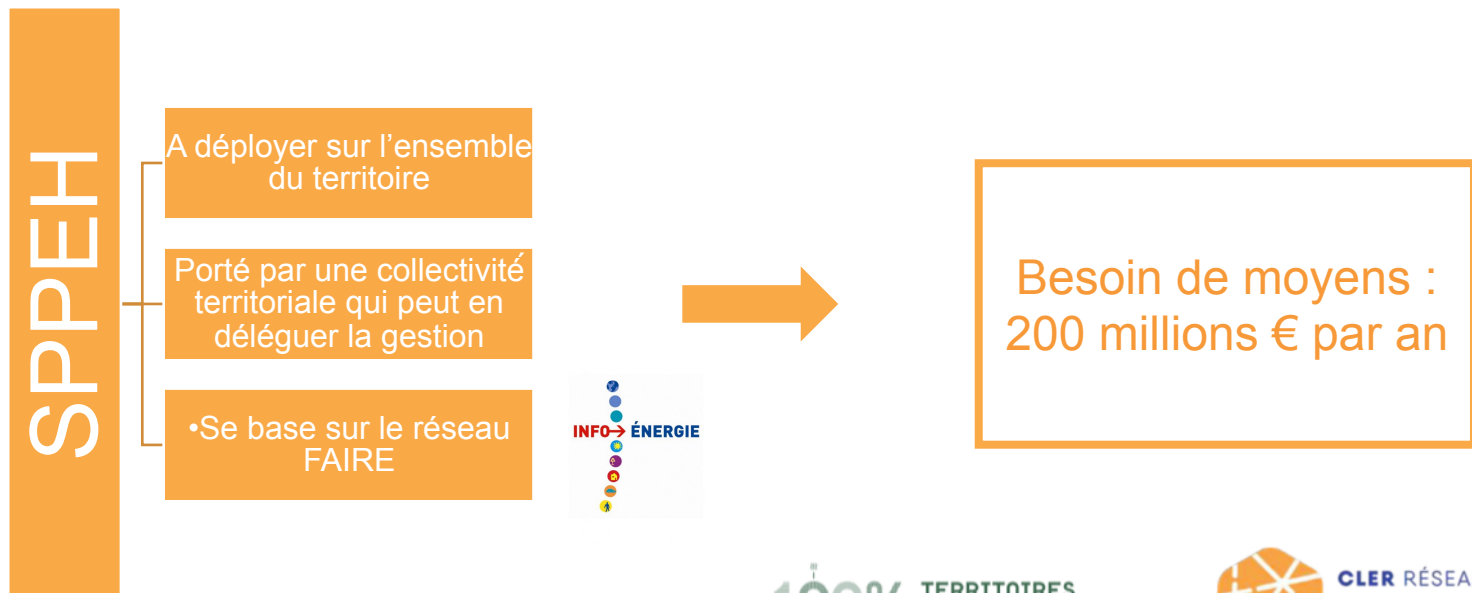 SPPEH
A déployer sur l’ensemble
du territoire
Porté par une collectivité
territoriale qui peut en
déléguer la gestion
•Se base sur le réseau
FAIRE
INFO→ ÉNERGIE
Besoin de moyens :
200 millions € par an
100% TERRITOIRES
CLER RÉSEA